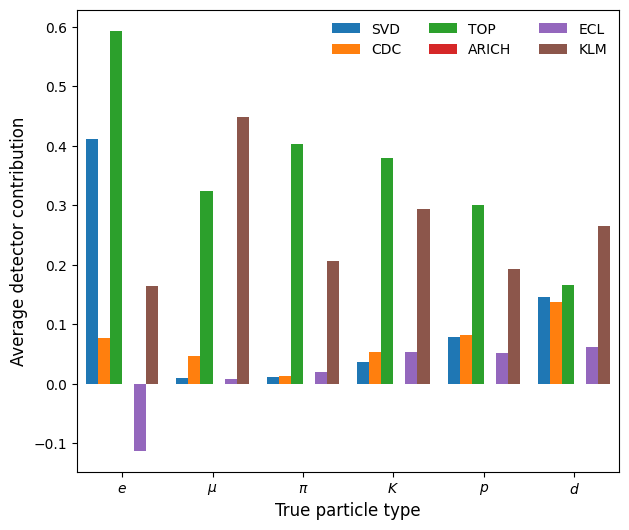 SVD
CDC
TOP
ARICH
ECL
KLM
Average detector contribution
0.6
0.5
0.4
0.3
0.2
0.1
0.0
−0.1
e
μ
π
K
p
d
True particle type